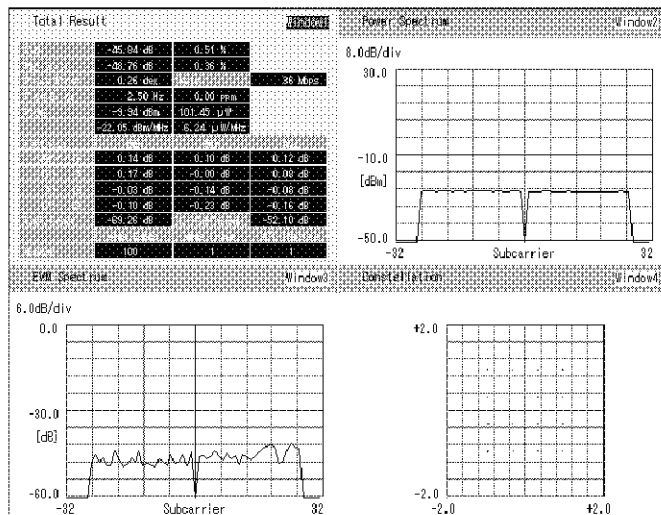 Total Result
Window1
-45.94 dB 0.51 %
-48.76 dB 0.36 %
0.26 deg. 36 Mbps
2.50 Hz 0.00 ppm
-9.94 dBm 101.45 μW
-22.05 dBm/MHz 6.24 μW/MHz
0.14 dB 0.10 dB 0.12 dB
0.17 dB -0.00 dB 0.08 dB
-0.03 dB -0.14 dB -0.08 dB
-0.10 dB -0.23 dB -0.16 dB
-69.26 dB -52.10 dB
100 1 1
Power Spectrum
Window2
8.0dB/div
30.0
-10.0
[dBm]
-50.0
-32 Subcarrier 32
EVM Spectrum
Window3
6.0dB/div
0.0
-30.0
[dB]
-60.0
-32 Subcarrier 32
Constellation
Window4
+2.0
-2.0
-2.0 +2.0